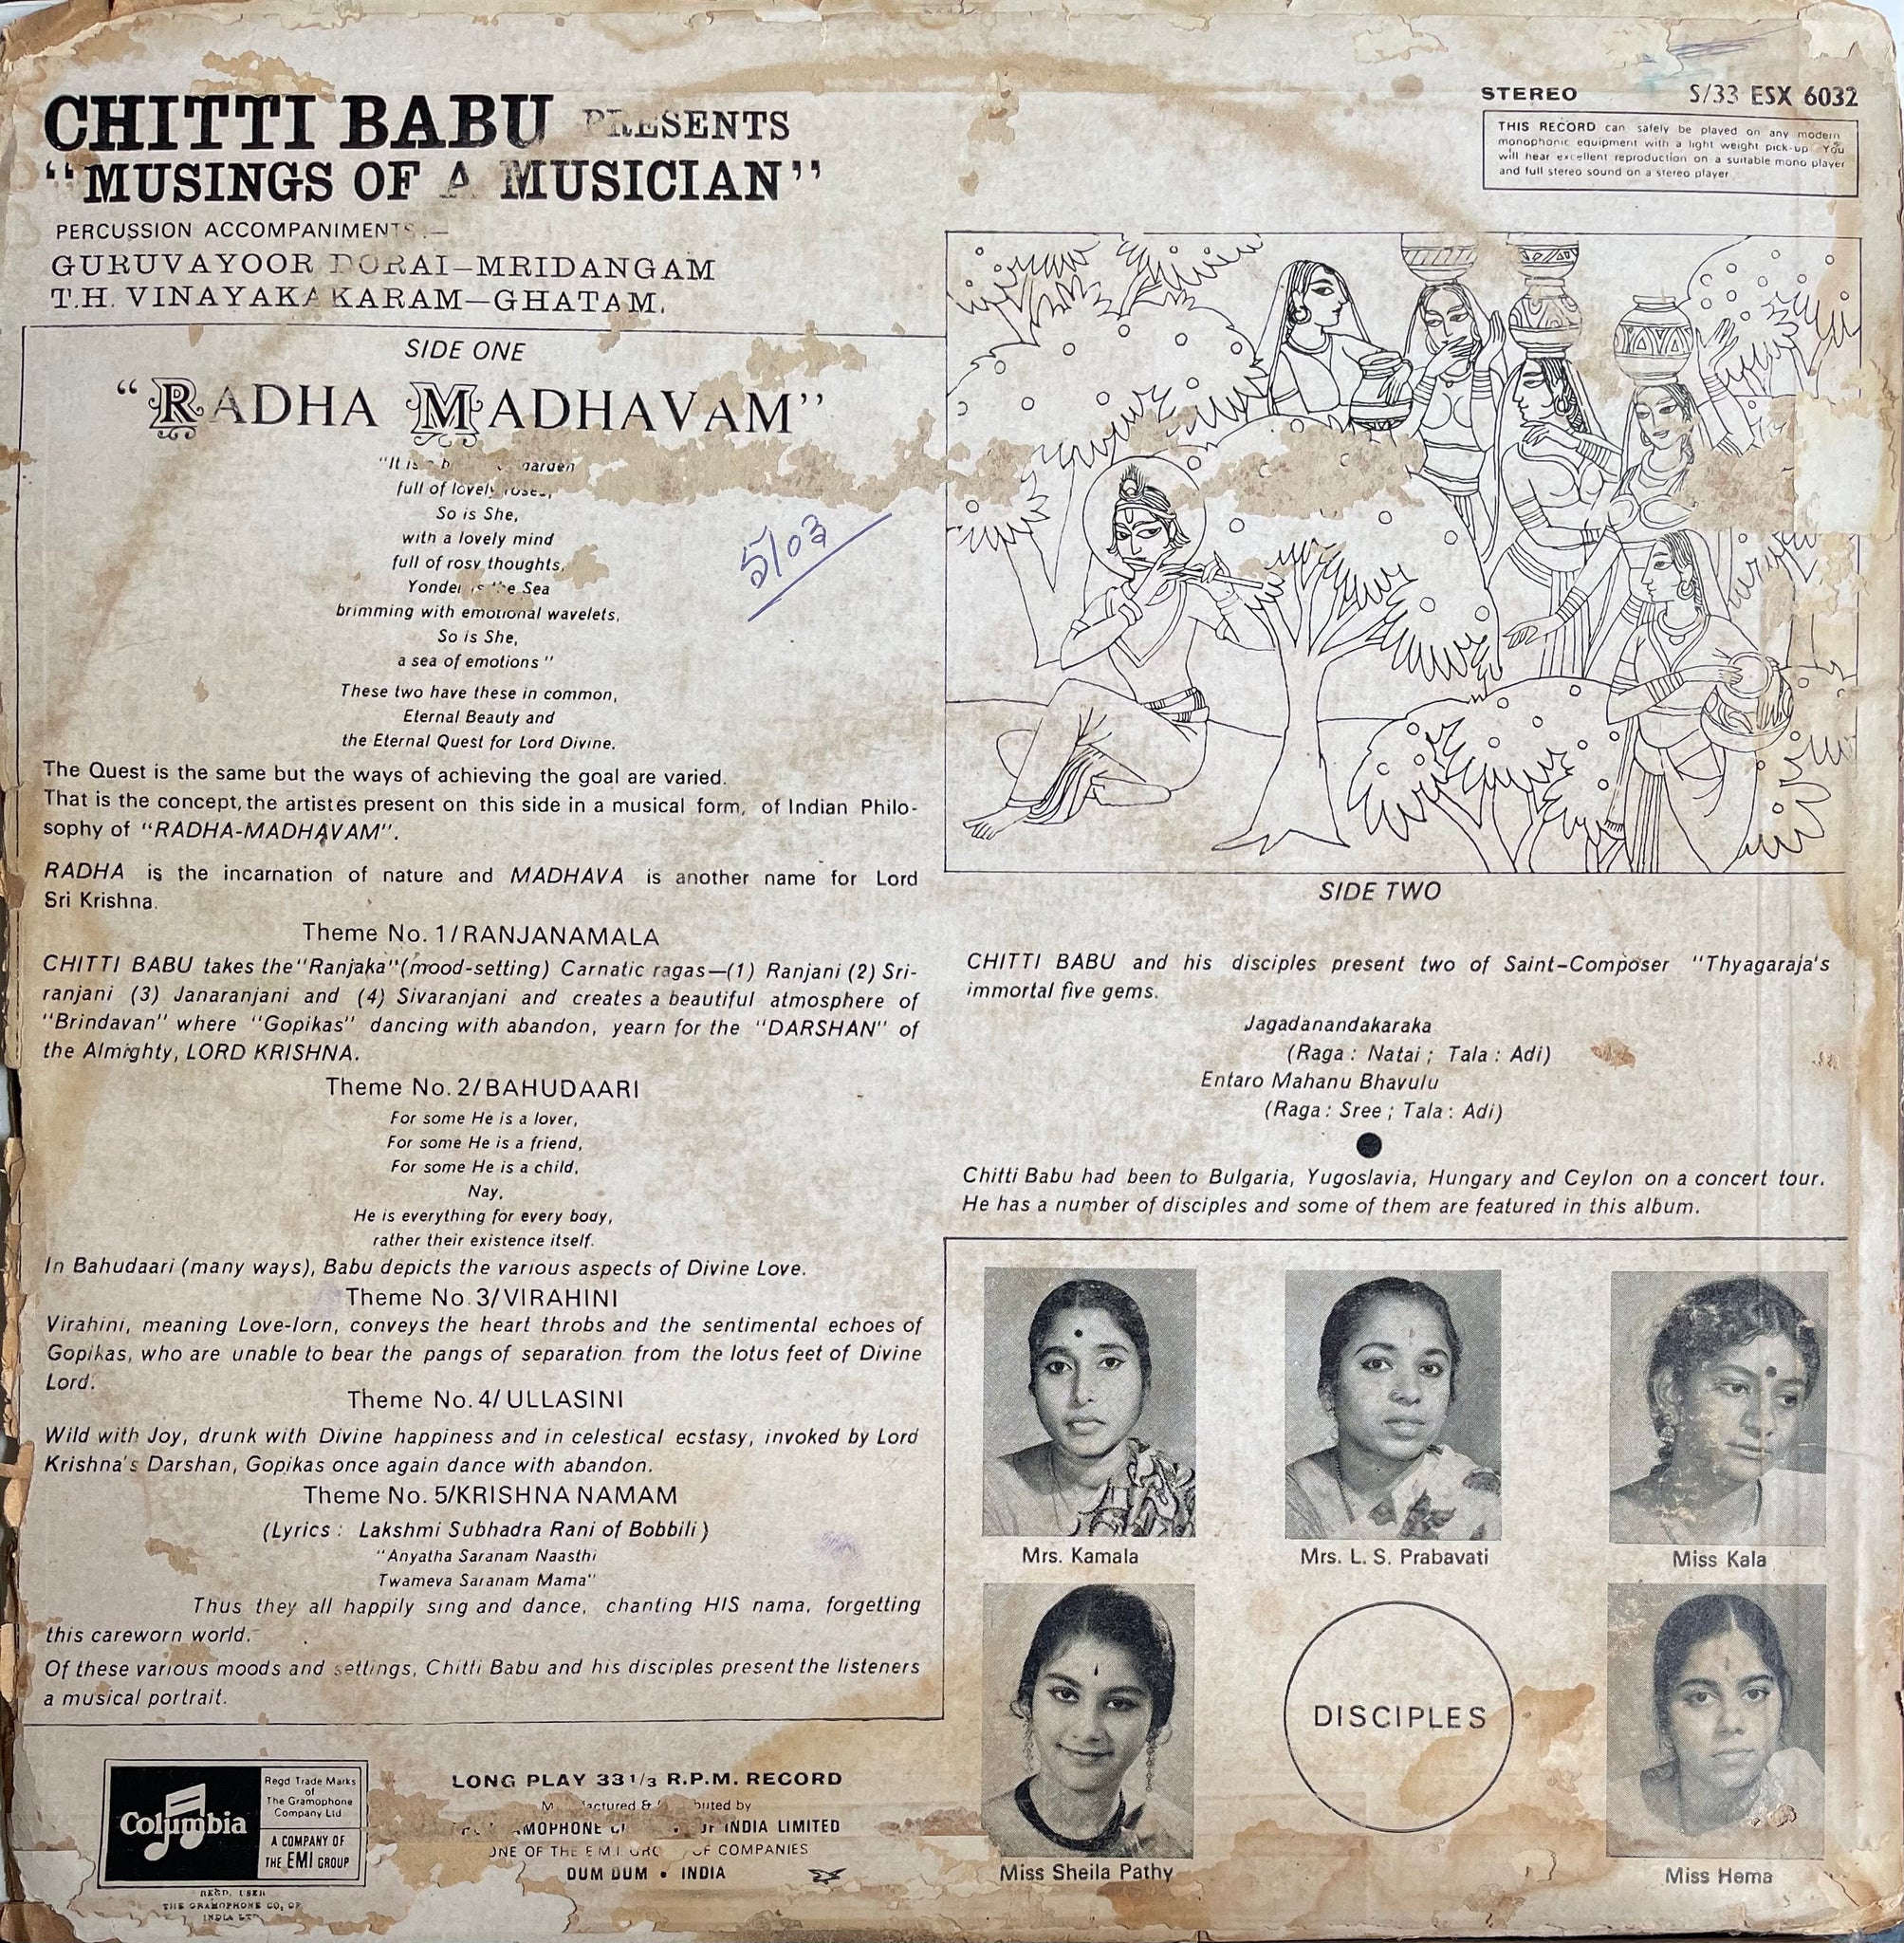 CHITTI BABU PRESENTS
"MUSINGS OF A MUSICIAN"
PERCUSSION ACCOMPANIMENTS :—
GURUVAYOOR DORAI—MRIDANGAM
T.H. VINAYAKAKARAM—GHATAM.
STEREO S/33 ESX 6032
THIS RECORD can safely be played on any modern
monophonic equipment with a light weight pick-up. You
will hear excellent reproduction on a suitable mono player
and full stereo sound on a stereo player.
SIDE ONE
"RADHA MADHAVAM"
"It is garden
full of lovely roses,
So is She,
with a lovely mind
full of rosy thoughts,
Yonder is the Sea
brimming with emotional wavelets,
So is She,
a sea of emotions"
5/03
These two have these in common,
Eternal Beauty and
the Eternal Quest for Lord Divine.
The Quest is the same but the ways of achieving the goal are varied.
That is the concept, the artistes present on this side in a musical form, of Indian Philo-
sophy of "RADHA-MADHAVAM".
RADHA is the incarnation of nature and MADHAVA is another name for Lord
Sri Krishna.
Theme No. 1/RANJANAMALA
CHITTI BABU takes the "Ranjaka" (mood-setting) Carnatic ragas—(1) Ranjani (2) Sri-
ranjani (3) Janaranjani and (4) Sivaranjani and creates a beautiful atmosphere of
"Brindavan" where "Gopikas" dancing with abandon, yearn for the "DARSHAN" of
the Almighty, LORD KRISHNA.
Theme No. 2/BAHUDAARI
For some He is a lover,
For some He is a friend,
For some He is a child,
Nay,
He is everything for every body,
rather their existence itself.
In Bahudaari (many ways), Babu depicts the various aspects of Divine Love.
Theme No. 3/VIRAHINI
Virahini, meaning Love-lorn, conveys the heart throbs and the sentimental echoes of
Gopikas, who are unable to bear the pangs of separation from the lotus feet of Divine
Lord.
Theme No. 4/ULLASINI
Wild with Joy, drunk with Divine happiness and in celestical ecstasy, invoked by Lord
Krishna's Darshan, Gopikas once again dance with abandon.
Theme No. 5/KRISHNA NAMAM
(Lyrics : Lakshmi Subhadra Rani of Bobbili)
"Anyatha Saranam Naasthi
Twameva Saranam Mama"
Thus they all happily sing and dance, chanting HIS nama, forgetting
this careworn world.
Of these various moods and settings, Chitti Babu and his disciples present the listeners
a musical portrait.
SIDE TWO
CHITTI BABU and his disciples present two of Saint-Composer "Thyagaraja's
immortal five gems.
Jagadanandakaraka
(Raga : Natai ; Tala : Adi)
Entaro Mahanu Bhavulu
(Raga : Sree ; Tala : Adi)
Chitti Babu had been to Bulgaria, Yugoslavia, Hungary and Ceylon on a concert tour.
He has a number of disciples and some of them are featured in this album.
Mrs. Kamala
Mrs. L. S. Prabavati
Miss Kala
Miss Sheila Pathy
DISCIPLES
Miss Hema
Columbia
Regd Trade Marks
of
The Gramophone
Company Ltd
A COMPANY OF
THE EMI GROUP
REGD. USER
THE GRAMOPHONE CO, OF
INDIA LTD
LONG PLAY 33 1/3 R.P.M. RECORD
Manufactured & Distributed by
GRAMOPHONE OF INDIA LIMITED
ONE OF THE E M I GROUP OF COMPANIES
DUM DUM • INDIA